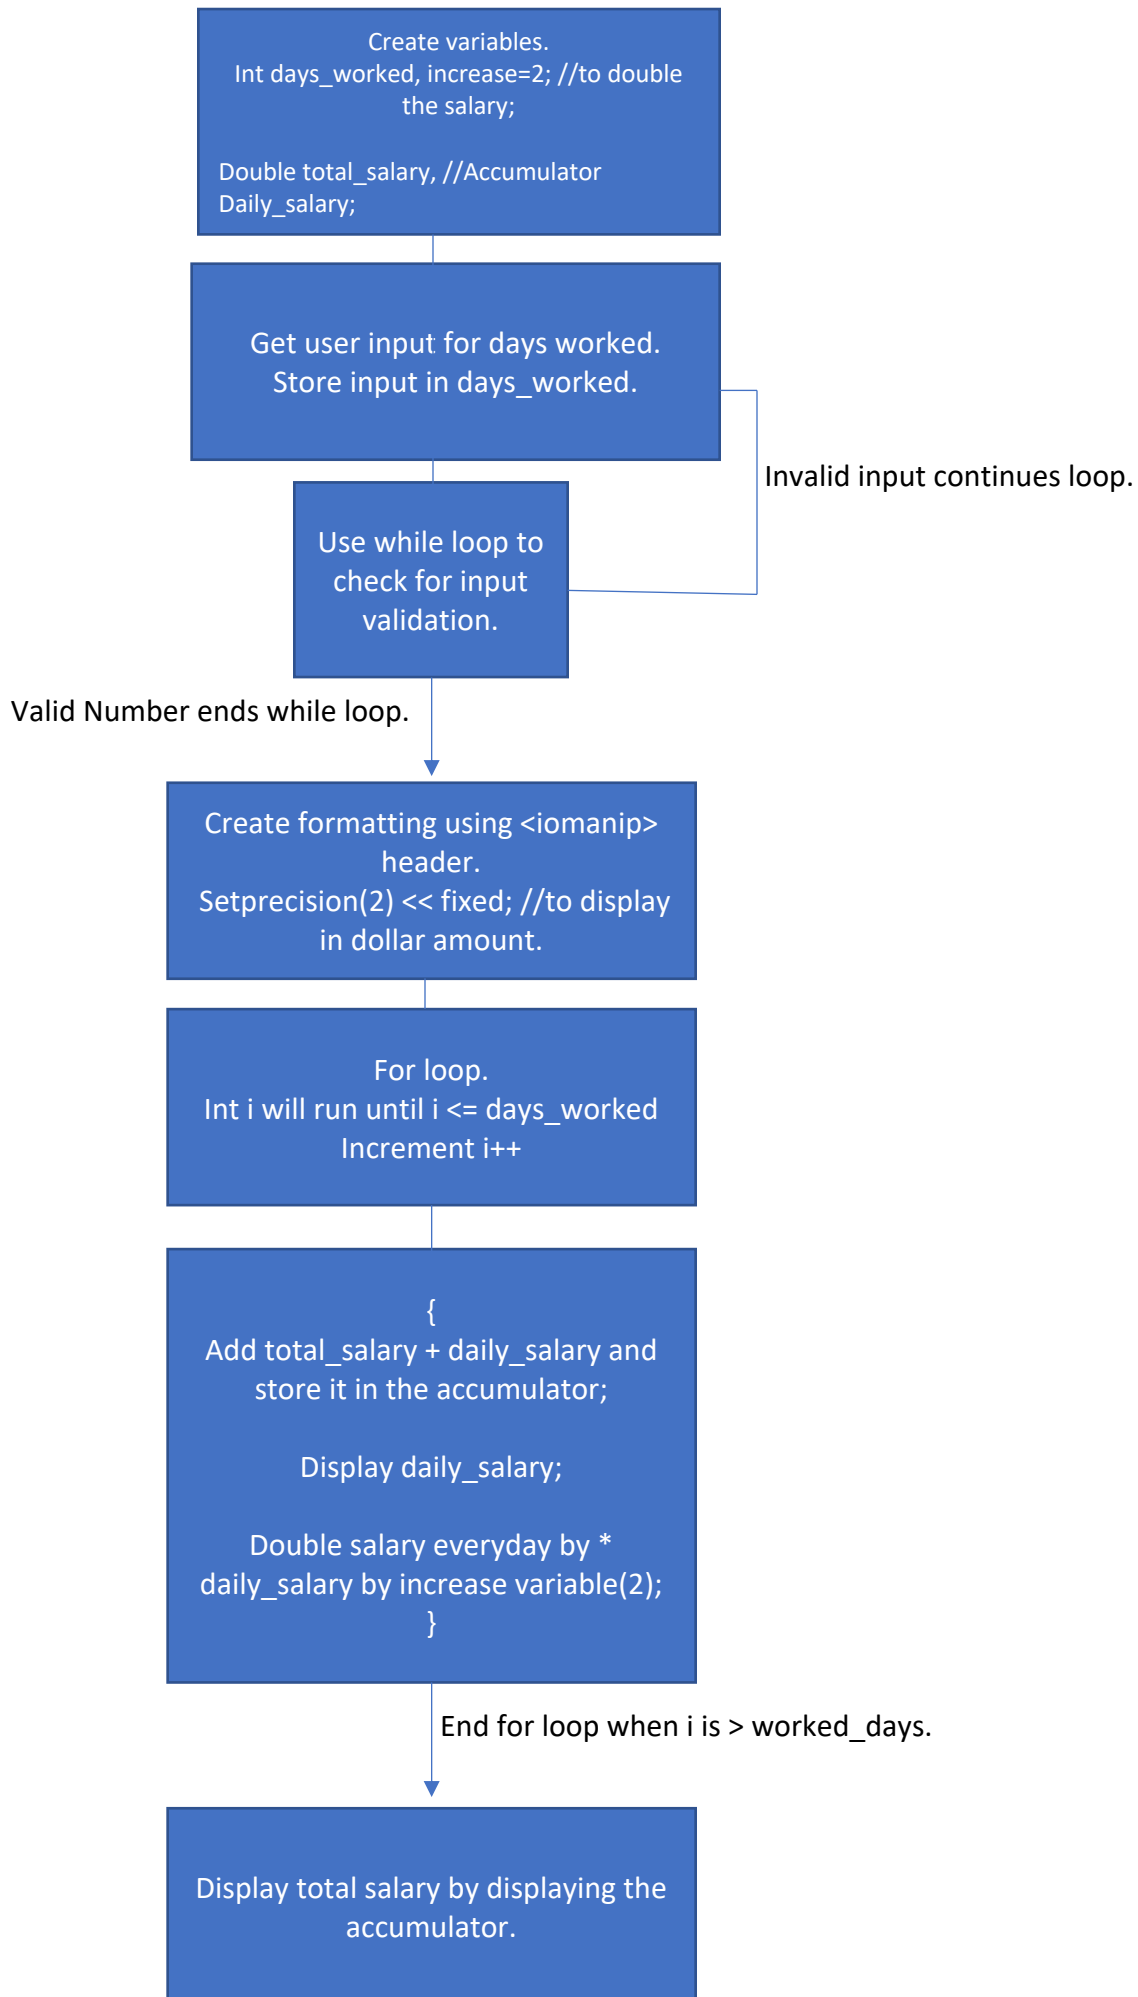 Create variables.
Int days_worked, increase=2; //to double
the salary;
Double total_salary, //Accumulator
Daily_salary;
Get user input for days worked.
Store input in days_worked.
Invalid input continues loop.
Use while loop to
check for input
validation.
Valid Number ends while loop.
Create formatting using <iomanip>
header.
Setprecision(2) << fixed; //to display
in dollar amount.
For loop.
Int i will run until i <= days_worked
Increment i++
{
Add total_salary + daily_salary and
store it in the accumulator;
Display daily_salary;
Double salary everyday by *
daily_salary by increase variable(2);
}
End for loop when i is > worked_days.
Display total salary by displaying the
accumulator.